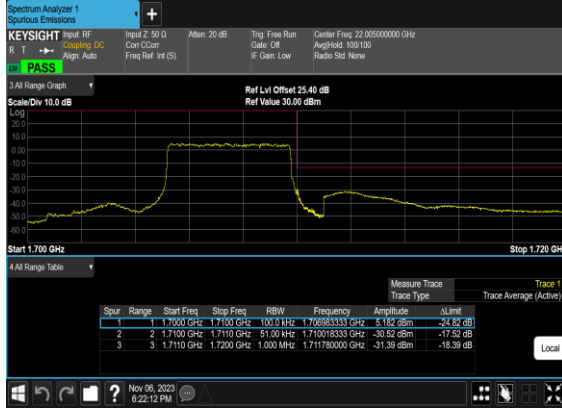 Spectrum Analyzer 1
Spurious Emissions
+
KEYSIGHT
R T
PASS
Input: RF
Coupling: DC
Align: Auto
Input Z: 50 Ω
Corr CCorr
Freq Ref: Int (S)
Atten: 20 dB
Trig: Free Run
Gate: Off
IF Gain: Low
Center Freq: 22.005000000 GHz
Avg|Hold: 100/100
Radio Std: None
3 All Range Graph
Scale/Div 10.0 dB
Ref Lvl Offset 25.40 dB
Ref Value 30.00 dBm
Log
20.0
10.0
0.00
-10.0
-20.0
-30.0
-40.0
-50.0
-60.0
Start 1.700 GHz
Stop 1.720 GH
4 All Range Table
Measure Trace Trace 1
Trace Type Trace Average (Active)
Spur Range Start Freq Stop Freq RBW Frequency Amplitude ΔLimit
1 1 1.7000 GHz 1.7100 GHz 100.0 kHz 1.706983333 GHz 5.182 dBm -24.82 dB
2 2 1.7100 GHz 1.7110 GHz 51.00 kHz 1.710018333 GHz -30.52 dBm -17.52 dB
3 3 1.7110 GHz 1.7200 GHz 1.000 MHz 1.711780000 GHz -31.39 dBm -18.39 dB
Local
?
Nov 06, 2023
6:22:12 PM